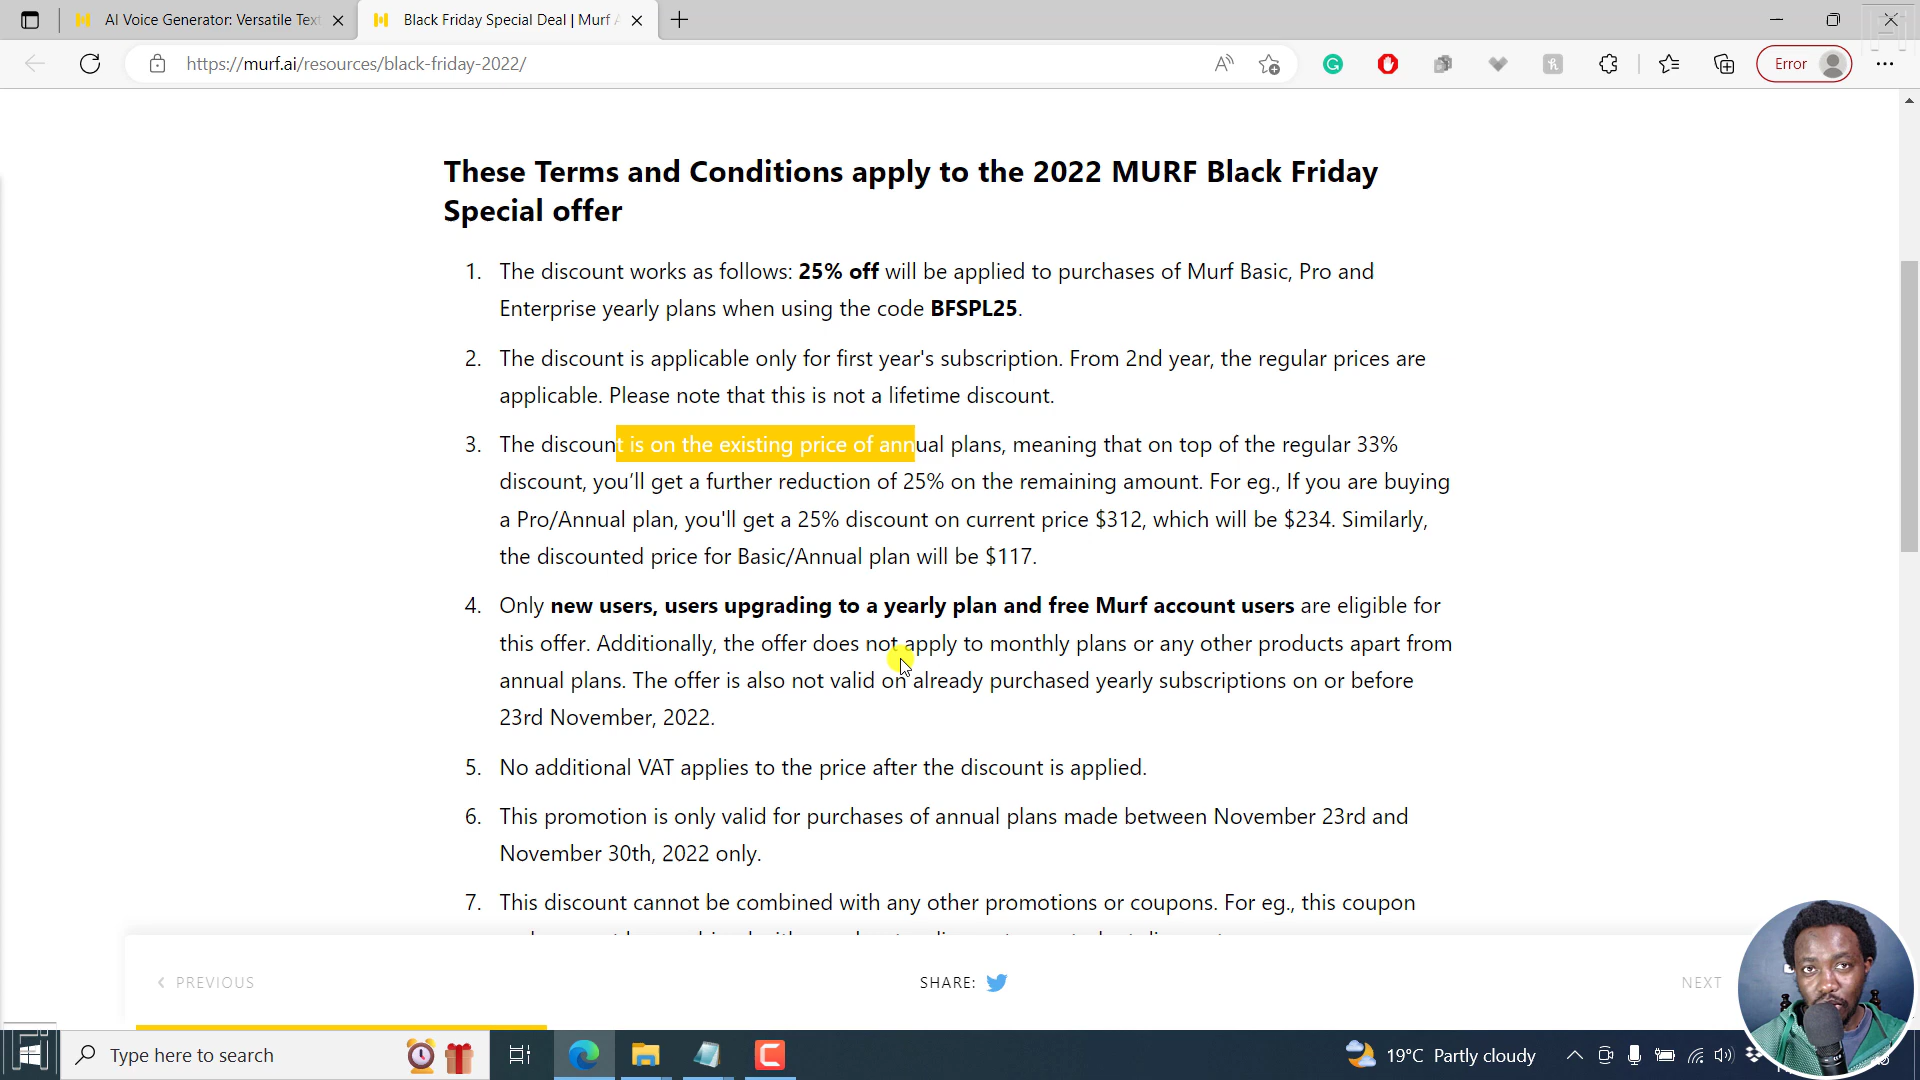 AI Voice Generator: Versatile Text
Black Friday Special Deal | Murf A
https://murf.ai/resources/black-friday-2022/
Error
These Terms and Conditions apply to the 2022 MURF Black Friday
Special offer
1. The discount works as follows: 25% off will be applied to purchases of Murf Basic, Pro and
Enterprise yearly plans when using the code BFSPL25.
2. The discount is applicable only for first year's subscription. From 2nd year, the regular prices are
applicable. Please note that this is not a lifetime discount.
3. The discount is on the existing price of annual plans, meaning that on top of the regular 33%
discount, you'll get a further reduction of 25% on the remaining amount. For eg., If you are buying
a Pro/Annual plan, you'll get a 25% discount on current price $312, which will be $234. Similarly,
the discounted price for Basic/Annual plan will be $117.
4. Only new users, users upgrading to a yearly plan and free Murf account users are eligible for
this offer. Additionally, the offer does not apply to monthly plans or any other products apart from
annual plans. The offer is also not valid on already purchased yearly subscriptions on or before
23rd November, 2022.
5. No additional VAT applies to the price after the discount is applied.
6. This promotion is only valid for purchases of annual plans made between November 23rd and
November 30th, 2022 only.
7. This discount cannot be combined with any other promotions or coupons. For eg., this coupon
PREVIOUS
SHARE:
NEXT
Type here to search
19°C Partly cloudy